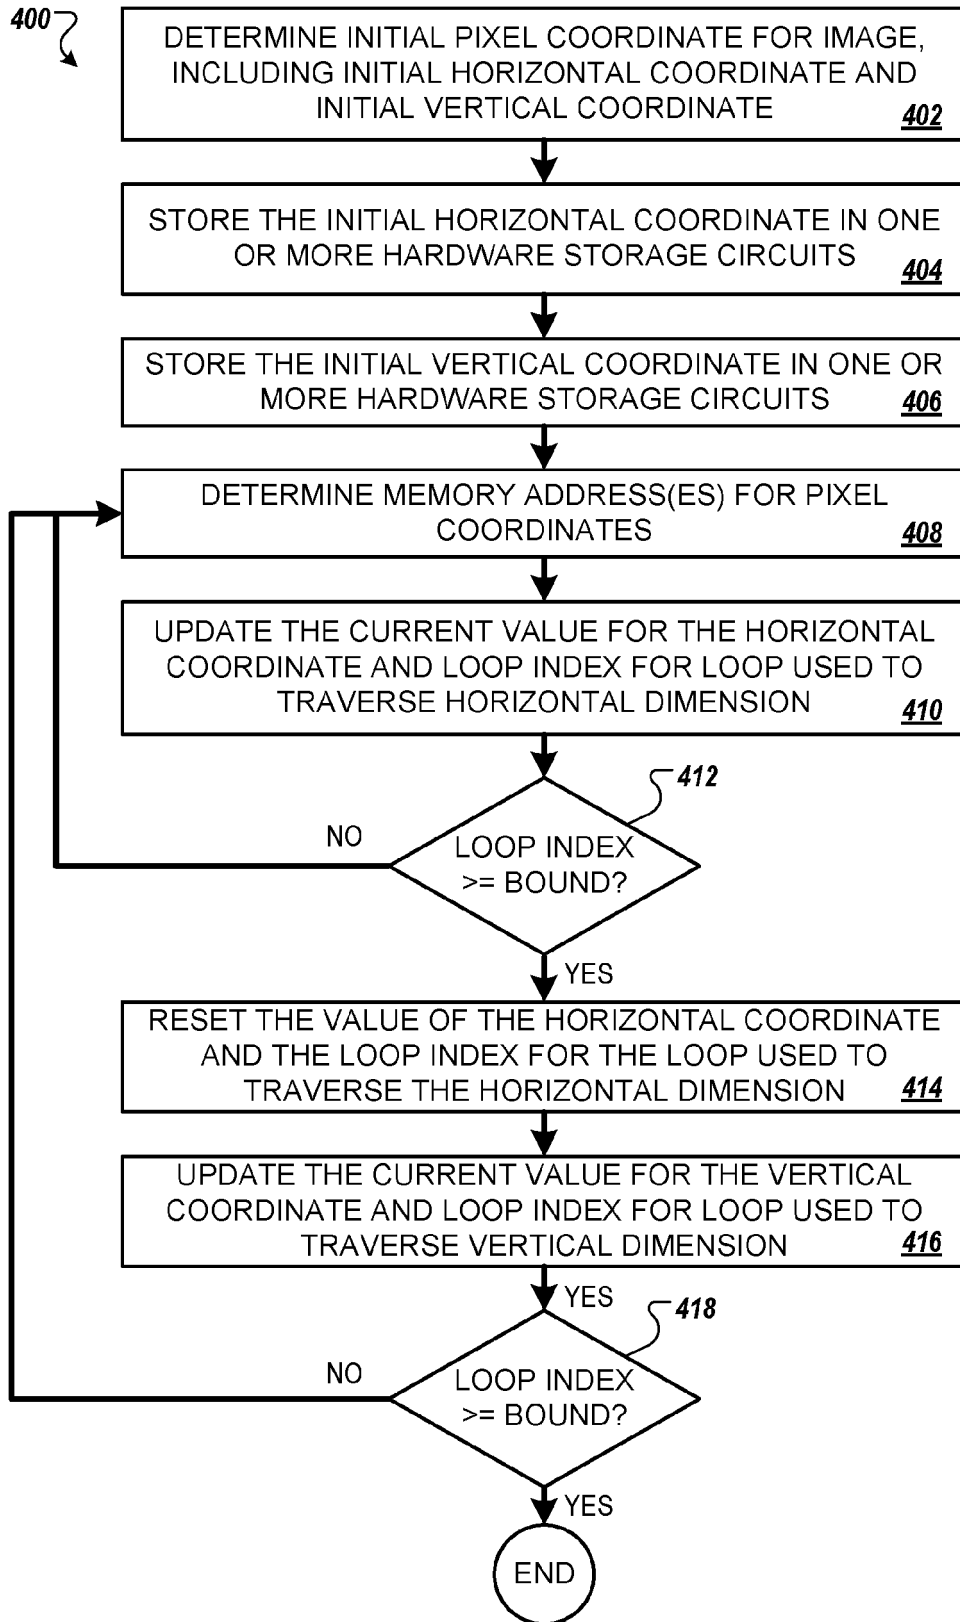 400
DETERMINE INITIAL PIXEL COORDINATE FOR IMAGE,
INCLUDING INITIAL HORIZONTAL COORDINATE AND
INITIAL VERTICAL COORDINATE
402
STORE THE INITIAL HORIZONTAL COORDINATE IN ONE
OR MORE HARDWARE STORAGE CIRCUITS
404
STORE THE INITIAL VERTICAL COORDINATE IN ONE OR
MORE HARDWARE STORAGE CIRCUITS
406
DETERMINE MEMORY ADDRESS(ES) FOR PIXEL
COORDINATES
408
UPDATE THE CURRENT VALUE FOR THE HORIZONTAL
COORDINATE AND LOOP INDEX FOR LOOP USED TO
TRAVERSE HORIZONTAL DIMENSION
410
412
NO
LOOP INDEX
>= BOUND?
YES
RESET THE VALUE OF THE HORIZONTAL COORDINATE
AND THE LOOP INDEX FOR THE LOOP USED TO
TRAVERSE THE HORIZONTAL DIMENSION
414
UPDATE THE CURRENT VALUE FOR THE VERTICAL
COORDINATE AND LOOP INDEX FOR LOOP USED TO
TRAVERSE VERTICAL DIMENSION
416
YES
418
NO
LOOP INDEX
>= BOUND?
YES
END